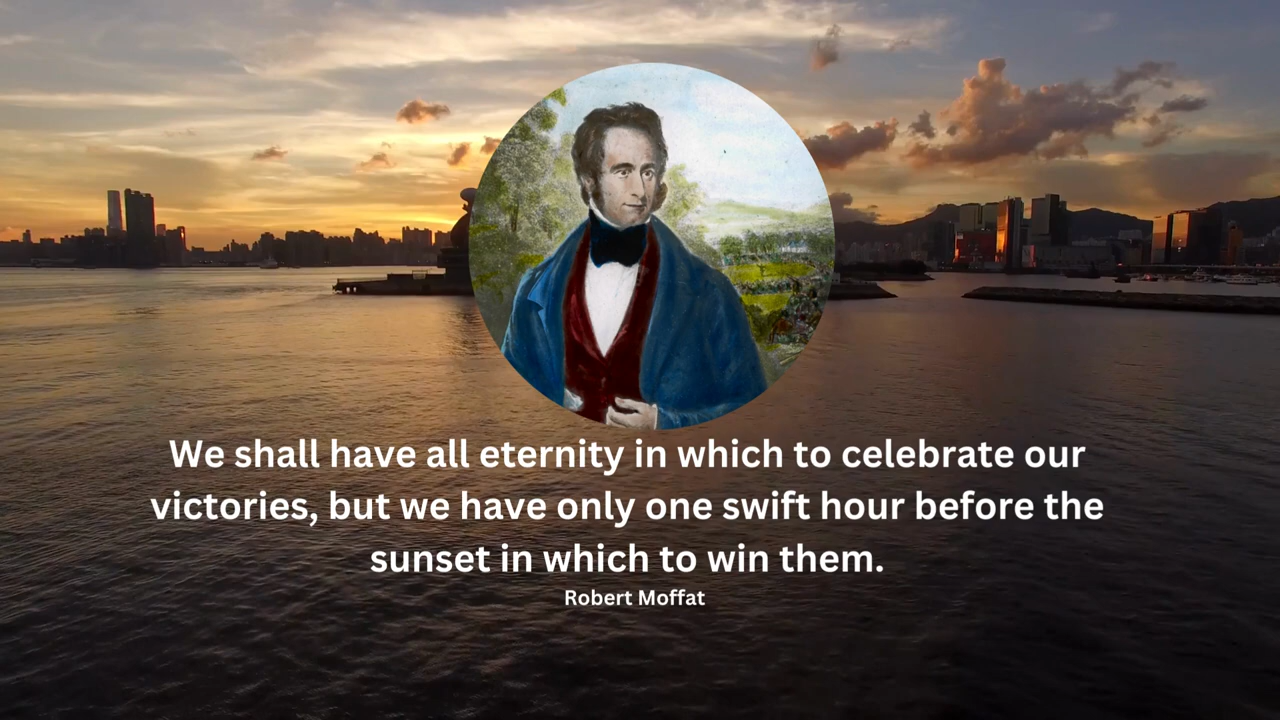 We shall have all eternity in which to celebrate our
victories, but we have only one swift hour before the
sunset in which to win them.
Robert Moffat